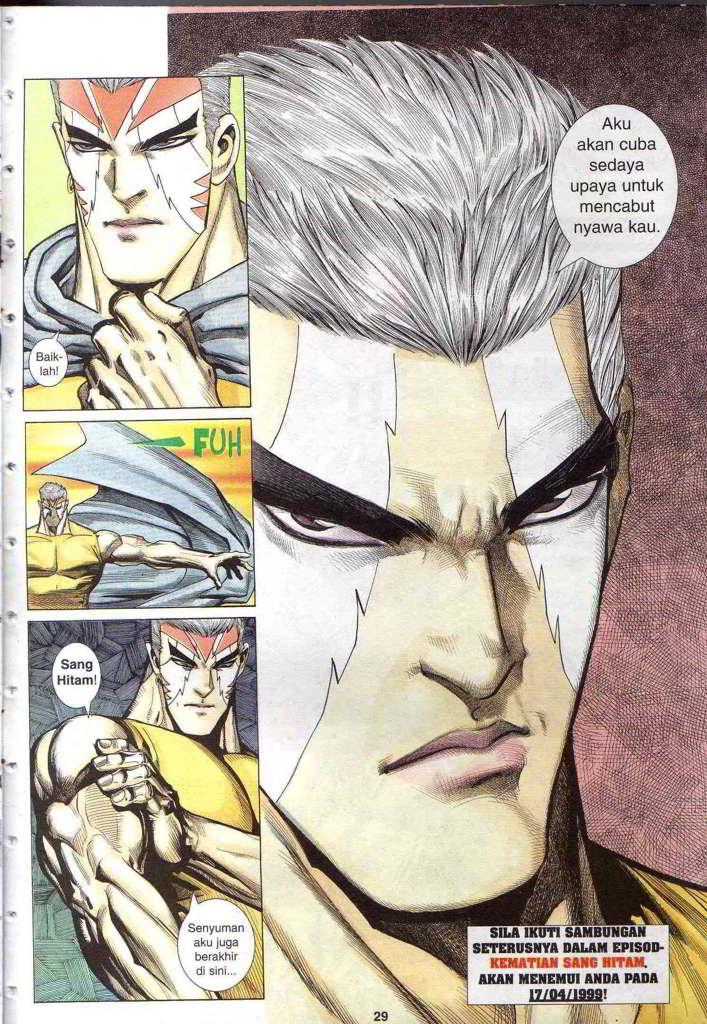 Baik-
lah!
FUH
Sang
Hitam!
Senyuman
aku juga
berakhir
di sini...
Aku
akan cuba
sedaya
upaya untuk
mencabut
nyawa kau.
SILA IKUTI SAMBUNGAN
SETERUSNYA DALAM EPISOD-
KEMATIAN SANG HITAM,
AKAN MENEMUI ANDA PADA
17/04/1999!
29